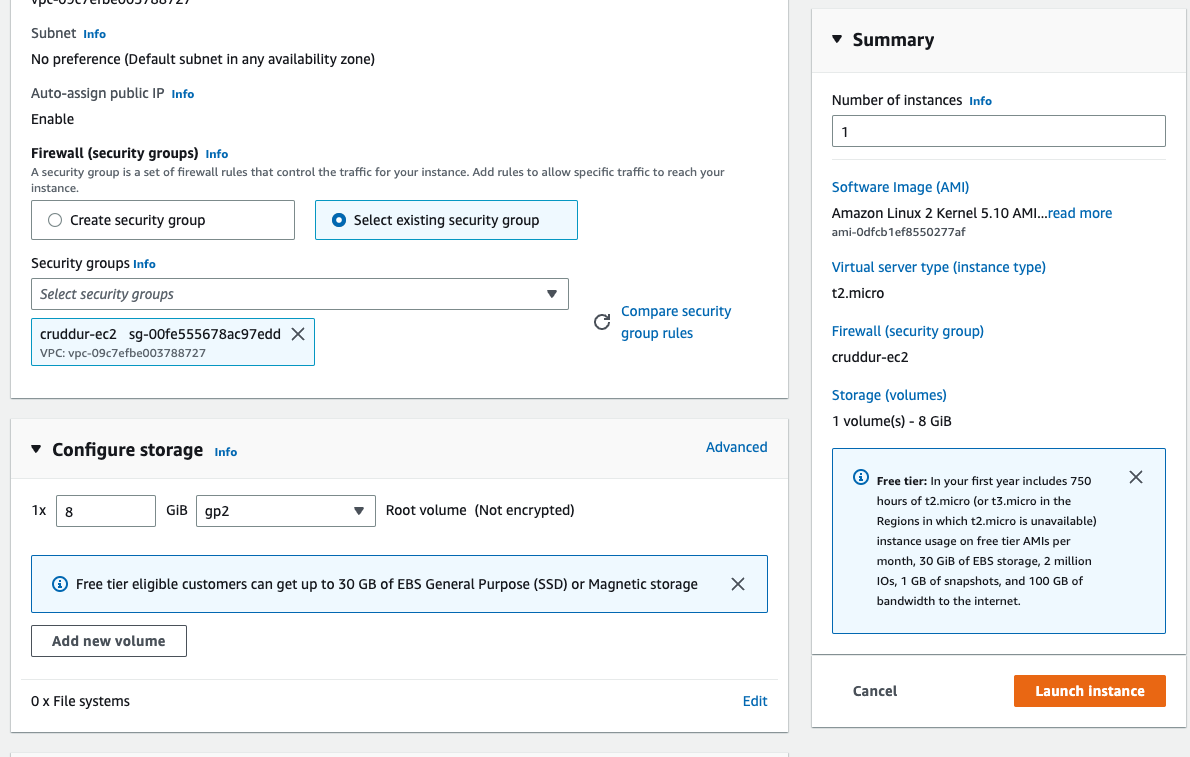 vpc-09c7efbe003788727
Subnet Info
No preference (Default subnet in any availability zone)
Auto-assign public IP Info
Enable
Firewall (security groups) Info
A security group is a set of firewall rules that control the traffic for your instance. Add rules to allow specific traffic to reach your
instance.
Create security group
Select existing security group
Security groups Info
Select security groups
cruddur-ec2 sg-00fe555678ac97edd
VPC: vpc-09c7efbe003788727
Compare security
group rules
Configure storage Info
Advanced
1x 8 GiB gp2 Root volume (Not encrypted)
Free tier eligible customers can get up to 30 GB of EBS General Purpose (SSD) or Magnetic storage
Add new volume
0 x File systems
Edit
Summary
Number of instances Info
1
Software Image (AMI)
Amazon Linux 2 Kernel 5.10 AMI...read more
ami-0dfcb1ef8550277af
Virtual server type (instance type)
t2.micro
Firewall (security group)
cruddur-ec2
Storage (volumes)
1 volume(s) - 8 GiB
Free tier: In your first year includes 750
hours of t2.micro (or t3.micro in the
Regions in which t2.micro is unavailable)
instance usage on free tier AMIs per
month, 30 GiB of EBS storage, 2 million
IOs, 1 GB of snapshots, and 100 GB of
bandwidth to the internet.
Cancel
Launch instance